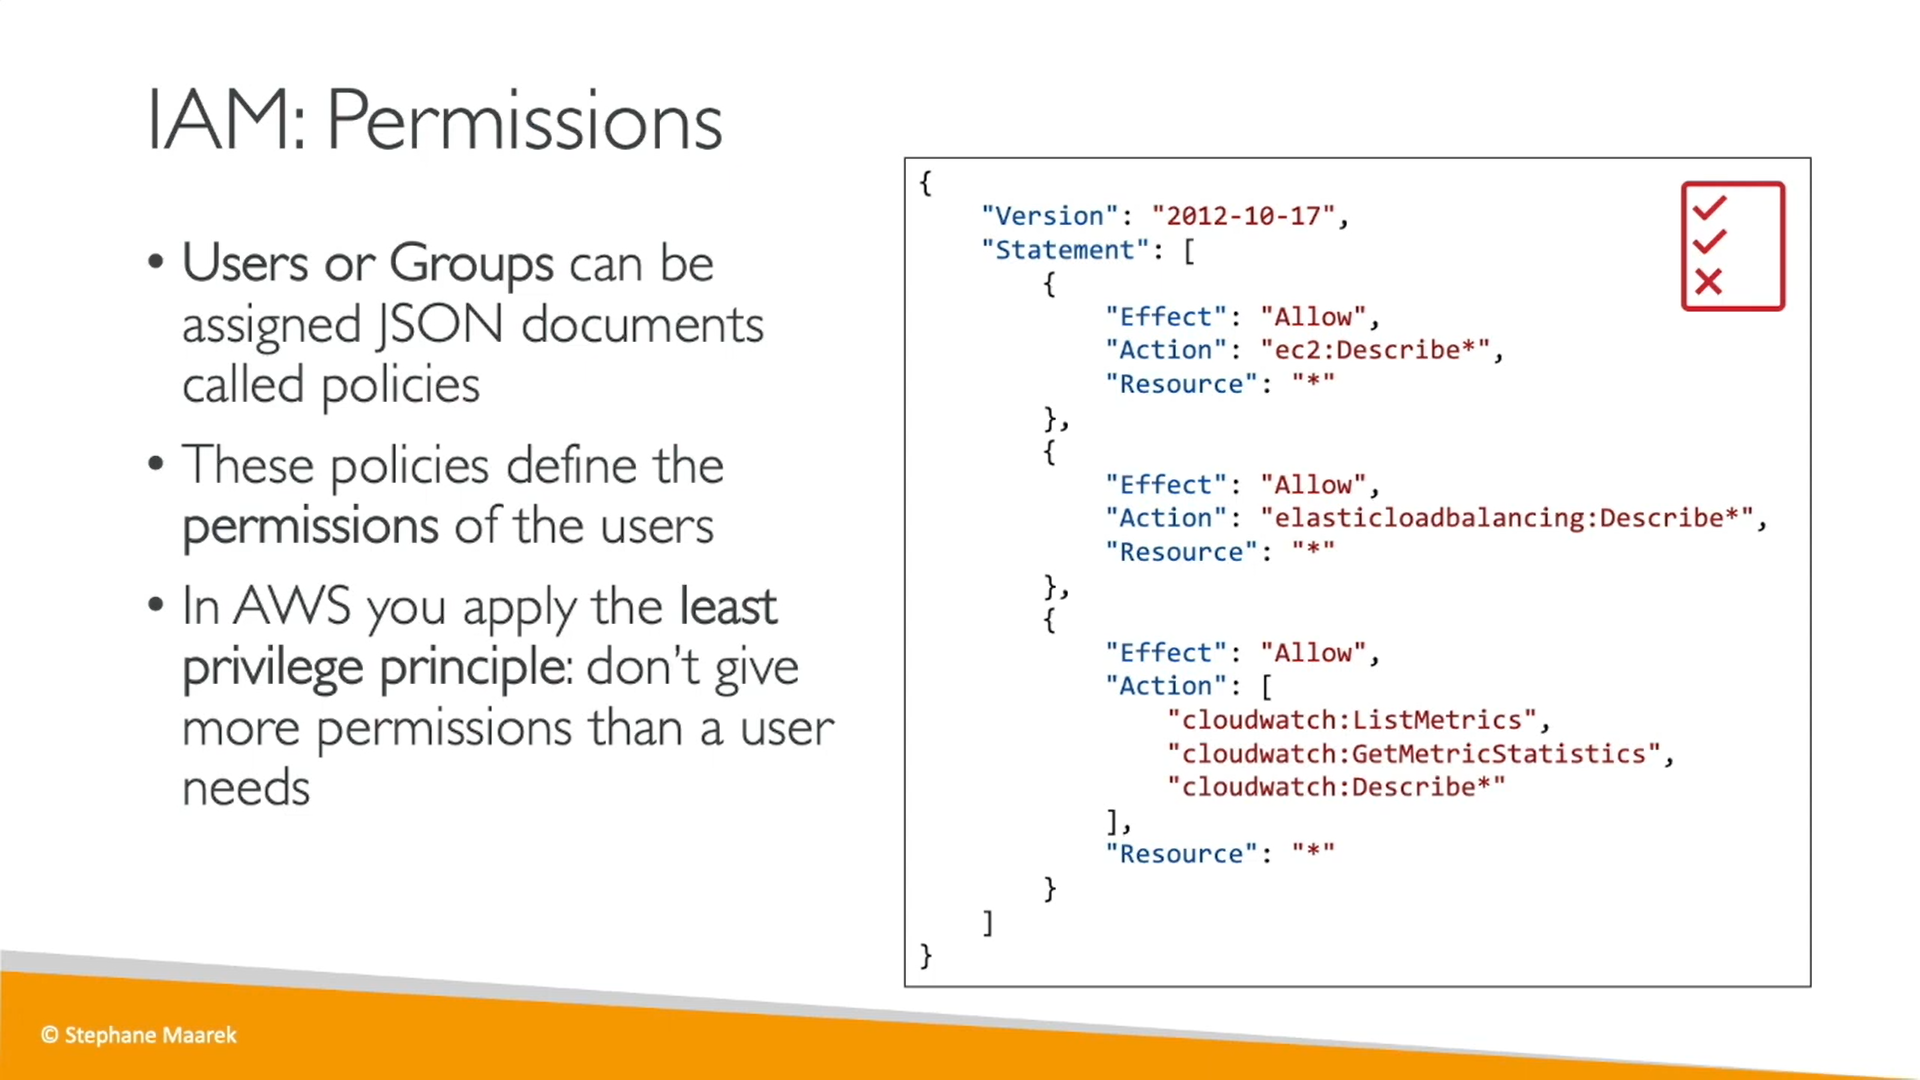 IAM: Permissions
• Users or Groups can be
assigned JSON documents
called policies
• These policies define the
permissions of the users
• In AWS you apply the least
privilege principle: don’t give
more permissions than a user
needs
{
    "Version": "2012-10-17",
    "Statement": [
        {
            "Effect": "Allow",
            "Action": "ec2:Describe*",
            "Resource": "*"
        },
        {
            "Effect": "Allow",
            "Action": "elasticloadbalancing:Describe*",
            "Resource": "*"
        },
        {
            "Effect": "Allow",
            "Action": [
                "cloudwatch:ListMetrics",
                "cloudwatch:GetMetricStatistics",
                "cloudwatch:Describe*"
            ],
            "Resource": "*"
        }
    ]
}
© Stephane Maarek